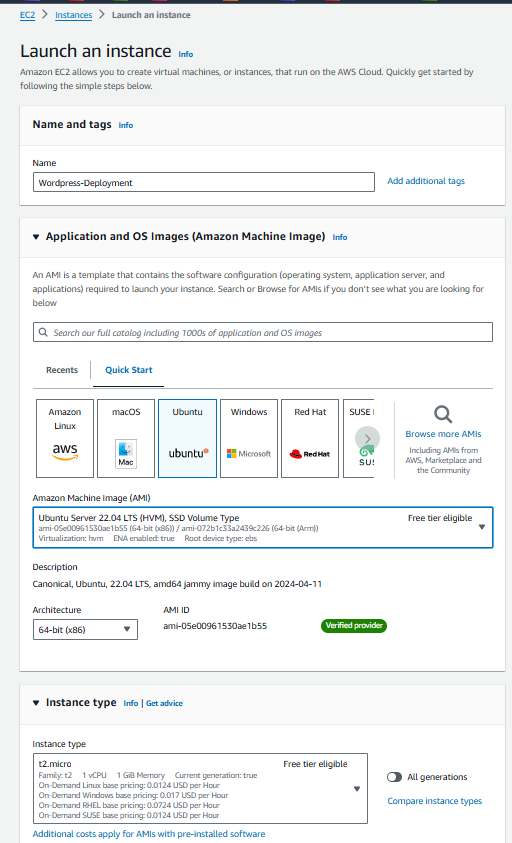 EC2 > Instances > Launch an instance
Launch an instance Info
Amazon EC2 allows you to create virtual machines, or instances, that run on the AWS Cloud. Quickly get started by
following the simple steps below.
Name and tags Info
Name
Wordpress-Deployment
Add additional tags
Application and OS Images (Amazon Machine Image) Info
An AMI is a template that contains the software configuration (operating system, application server, and
applications) required to launch your instance. Search or Browse for AMIs if you don't see what you are looking for
below
Search our full catalog including 1000s of application and OS images
Recents
Quick Start
Amazon
Linux
aws
macOS
Mac
Ubuntu
ubuntu
Windows
Microsoft
Red Hat
Red Hat
SUSE
SUS
Browse more AMIs
Including AMIs from
AWS, Marketplace and
the Community
Amazon Machine Image (AMI)
Ubuntu Server 22.04 LTS (HVM), SSD Volume Type
Free tier eligible
ami-05e00961530ae1b55 (64-bit (x86)) / ami-072b1c33a2439c226 (64-bit (Arm))
Virtualization: hvm ENA enabled: true Root device type: ebs
Description
Canonical, Ubuntu, 22.04 LTS, amd64 jammy image build on 2024-04-11
Architecture
64-bit (x86)
AMI ID
ami-05e00961530ae1b55
Verified provider
Instance type Info | Get advice
Instance type
t2.micro
Free tier eligible
Family: t2 1 vCPU 1 GiB Memory Current generation: true
On-Demand Linux base pricing: 0.0124 USD per Hour
On-Demand Windows base pricing: 0.017 USD per Hour
On-Demand RHEL base pricing: 0.0724 USD per Hour
On-Demand SUSE base pricing: 0.0124 USD per Hour
All generations
Compare instance types
Additional costs apply for AMIs with pre-installed software